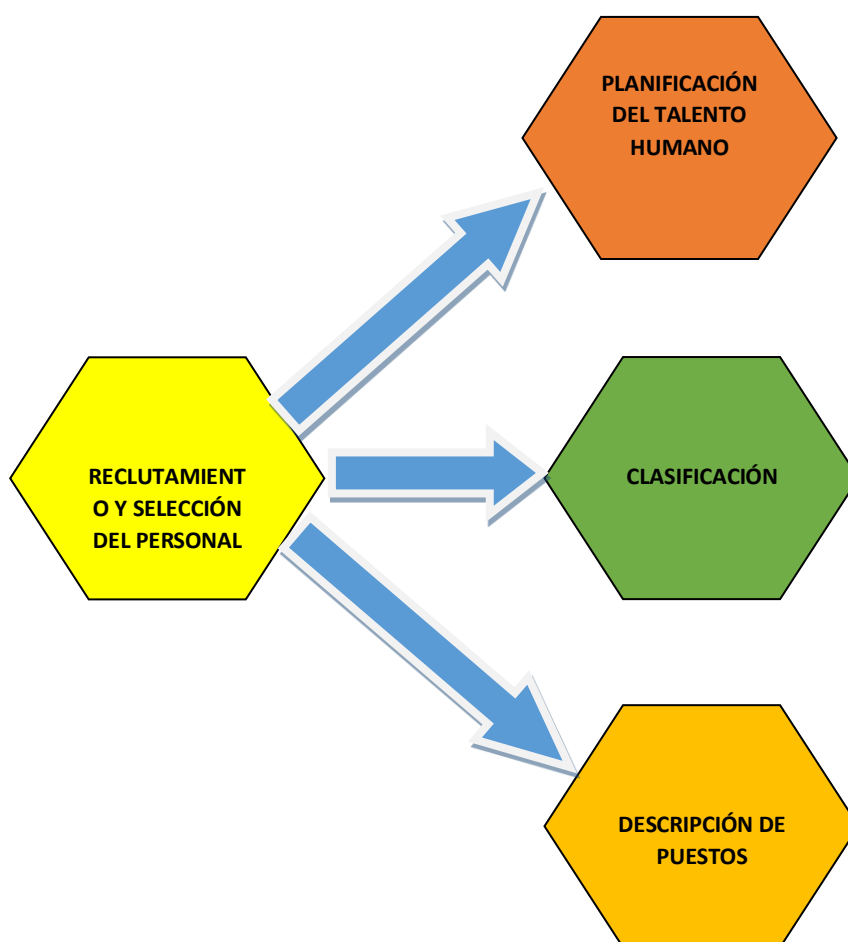 PLANIFICACIÓN
DEL TALENTO
HUMANO
RECLUTAMIENT
O Y SELECCIÓN
DEL PERSONAL
CLASIFICACIÓN
DESCRIPCIÓN DE
PUESTOS